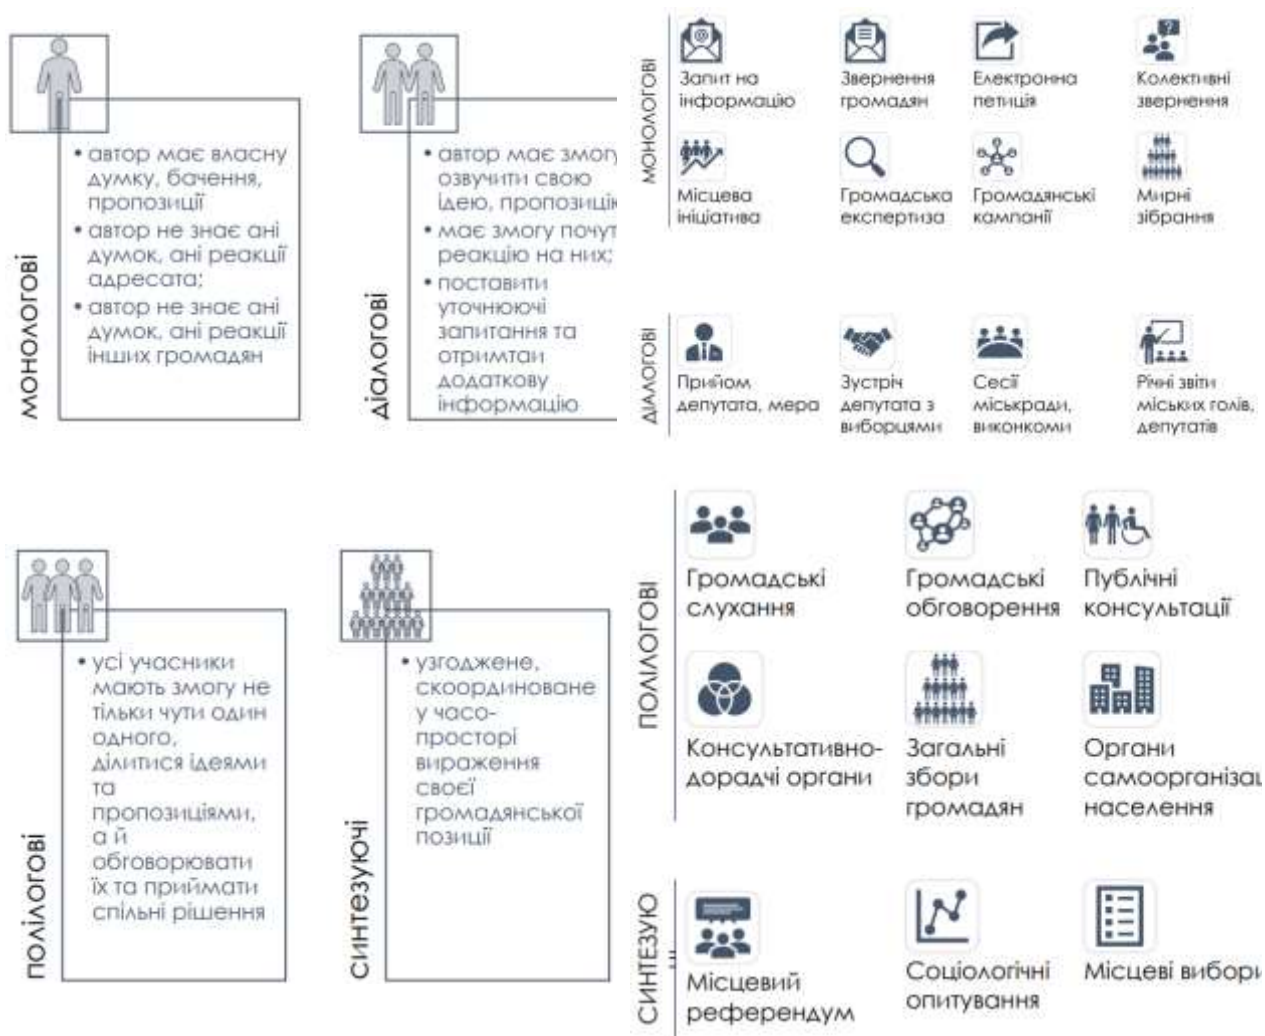 монологові
• автор має власну
думку, бачення,
пропозиції
• автор не знає ані
думок, ані реакції
адресата;
• автор не знає ані
думок, ані реакції
інших громадян
діалогові
• автор має змогу
озвучити свою
ідею, пропозицію
• має змогу почут
реакцію на них;
• поставити
уточнюючі
запитання та
отримтаи
додаткову
інформацію
МОНОЛОГОВІ
Запит на
інформацію
Звернення
громадян
Електронна
петиція
Колективні
звернення
Місцева
ініціатива
Громадська
експертиза
Громадянські
кампанії
Мирні
зібрання
ДІАЛОГОВІ
Прийом
депутата, мера
Зустріч
депутата з
виборцями
Сесії
міськради,
виконкоми
Річні звіти
міських голів,
депутатів
полілогові
• усі учасники
мають змогу не
тільки чути один
одного,
ділитися ідеями
та
пропозиціями,
а й
обговорювати
їх та приймати
спільні рішення
синтезуючі
• узгоджене,
скоординоване
у часо-
просторі
вираження
своєї
громадянської
позиції
ПОЛІЛОГОВІ
Громадські
слухання
Громадські
обговорення
Публічні
консультації
Консультативно-
дорадчі органи
Загальні
збори
громадян
Органи
самоорганізац
населення
СИНТЕЗУЮ
Місцевий
референдум
Соціологічні
опитування
Місцеві вибори